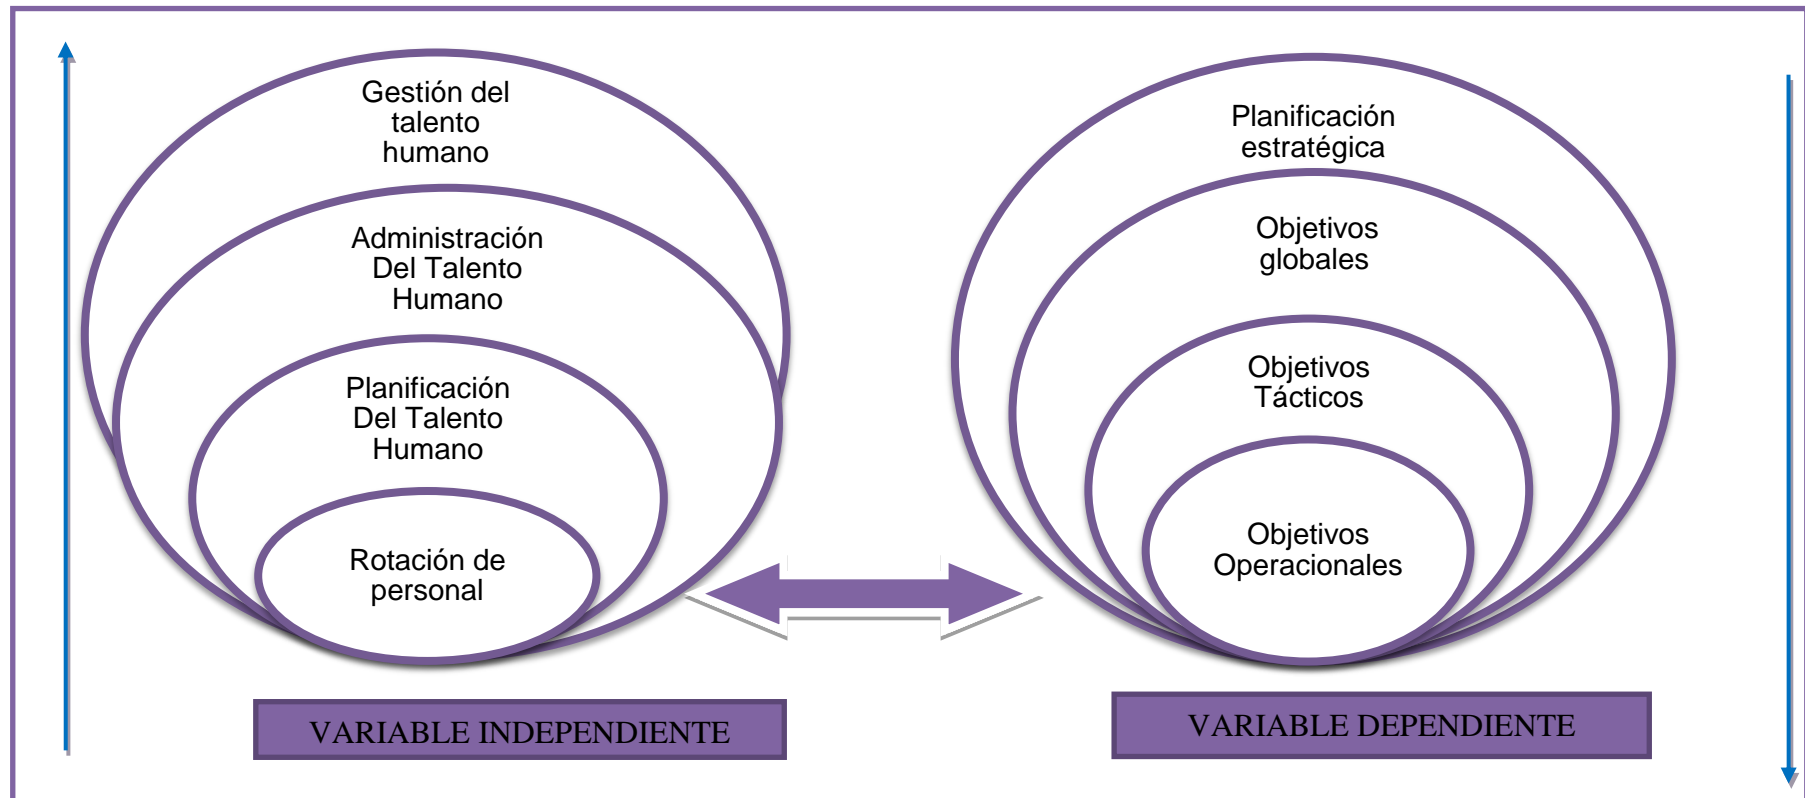 Gestión del
talento
humano
Administración
Del Talento
Humano
Planificación
Del Talento
Humano
Rotación de
personal
VARIABLE INDEPENDIENTE
Planificación
estratégica
Objetivos
globales
Objetivos
Tácticos
Objetivos
Operacionales
VARIABLE DEPENDIENTE